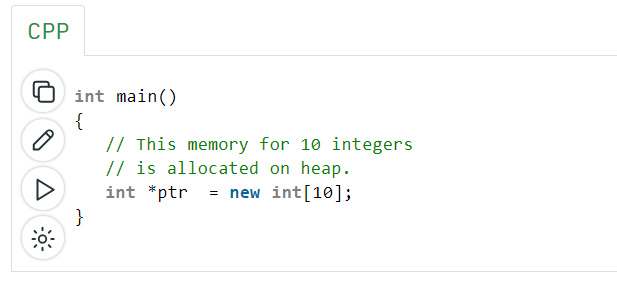 CPP
int main()
{
    // This memory for 10 integers
    // is allocated on heap.
    int *ptr  = new int[10];
}